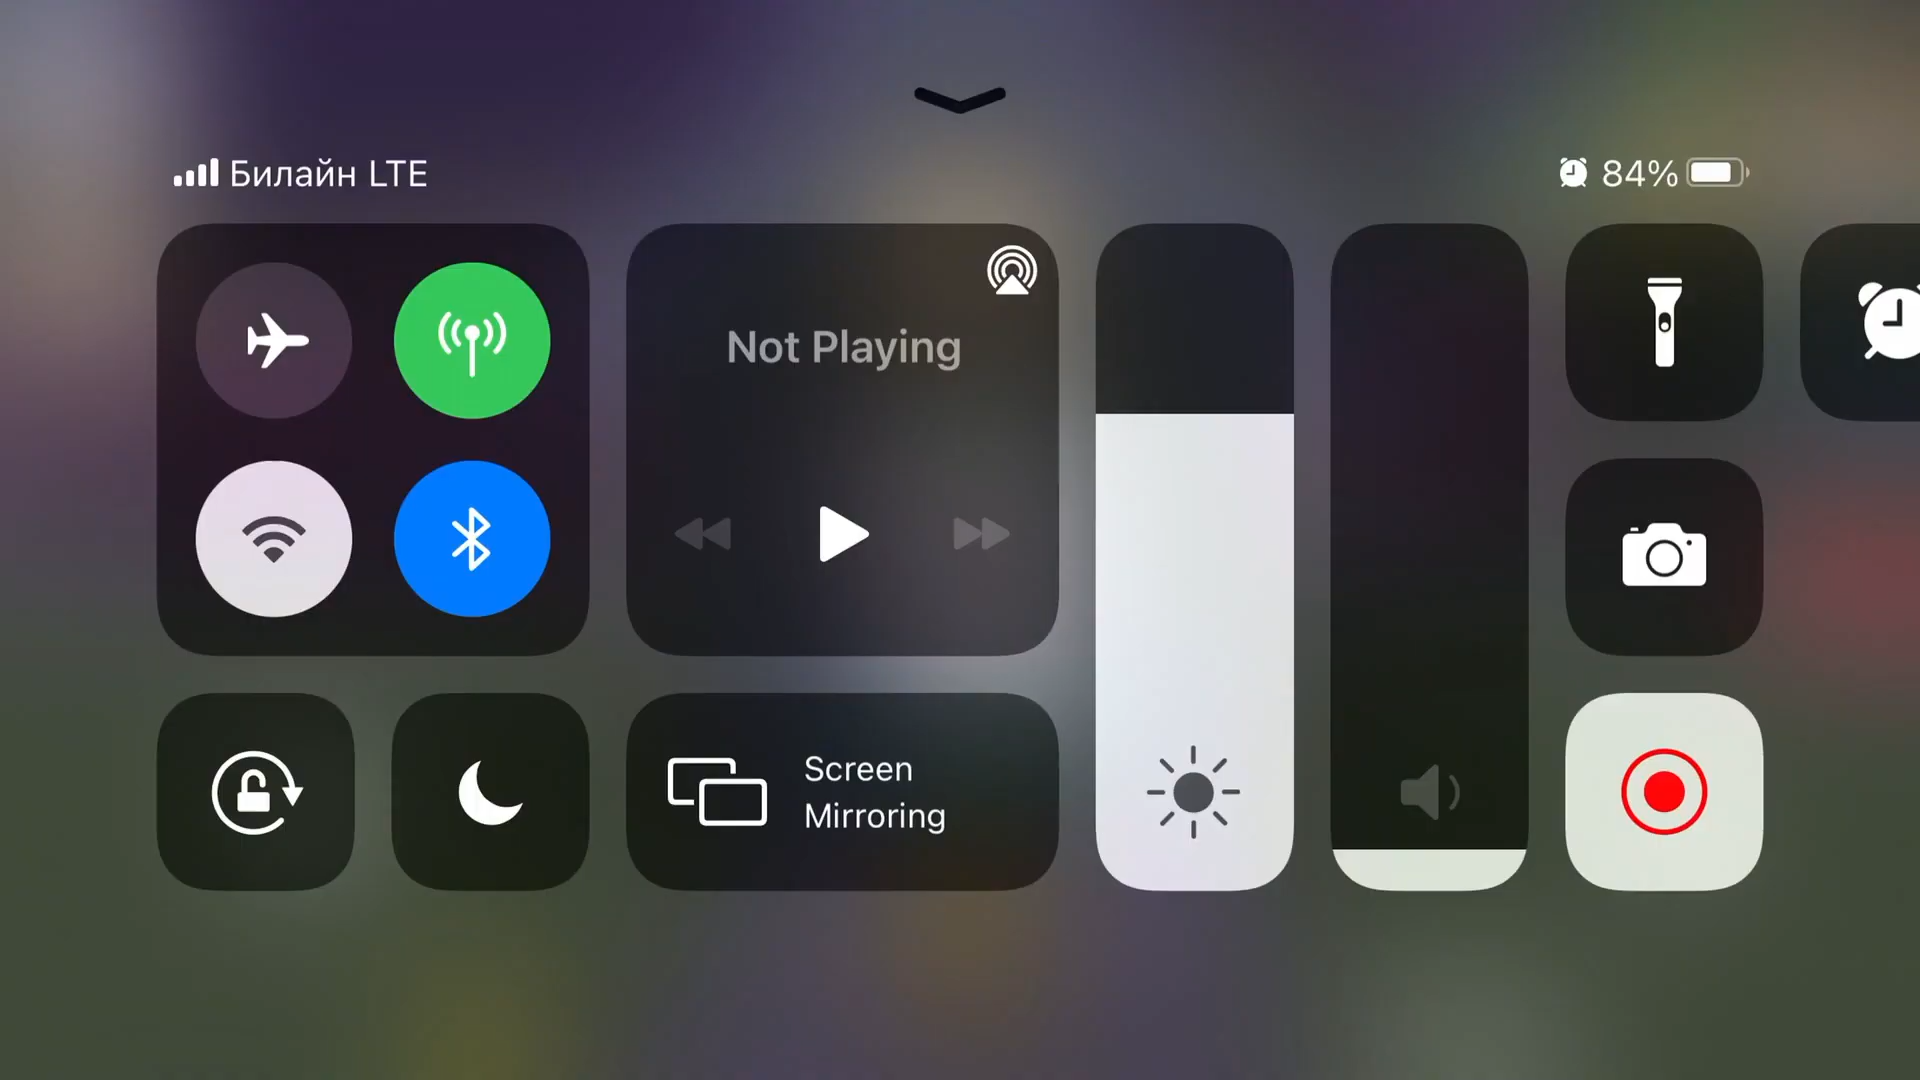 Билайн LTE
84%
Not Playing
Screen
Mirroring